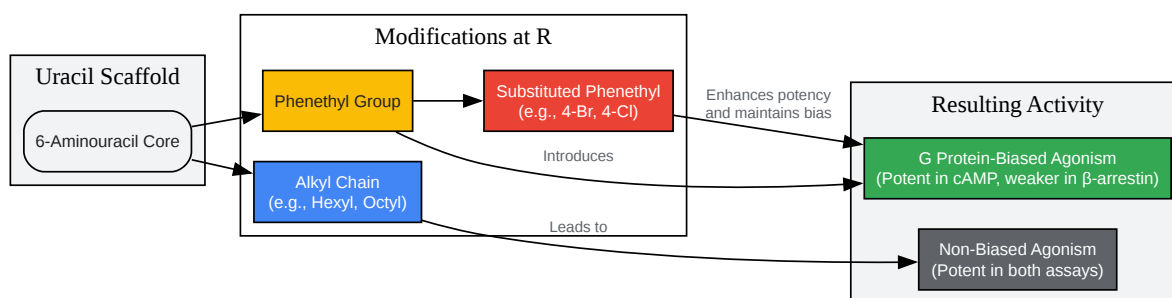 Uracil Scaffold
6-Aminouracil Core
Modifications at R
Phenethyl Group
Substituted Phenethyl
(e.g., 4-Br, 4-Cl)
Alkyl Chain
(e.g., Hexyl, Octyl)
Enhances potency
and maintains bias
Introduces
Leads to
Resulting Activity
G Protein-Biased Agonism
(Potent in cAMP, weaker in β-arrestin)
Non-Biased Agonism
(Potent in both assays)